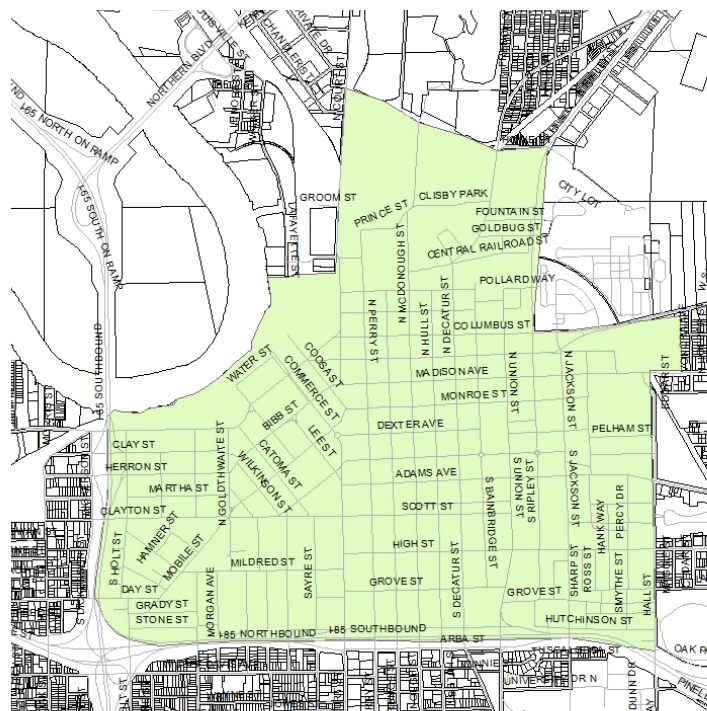 PRIVATE DR
CHANDLER ST
N COURT ST
NORTHERN BLVD
I-65 NORTH ON RAMP
I-65 SOUTH ON RAMP
GROOM ST
CLISBY PARK
PRINCE ST
CITY LOT
FOUNTAIN ST
GOLDBUG ST
CENTRAL RAILROAD ST
LAFAYETTE ST
N MCDONOUGH ST
POLLARD WAY
N PERRY ST
N HULL ST
N DECATUR ST
COLUMBUS ST
I-65 SOUTHBOUND
WATER ST
COOSA ST
COMMERCE ST
MADISON AVE
N UNION ST
N JACKSON ST
MONROE ST
BIBB ST
LEE ST
DEXTER AVE
PELHAM ST
CLAY ST
HERRON ST
N GOLDTHWAITE ST
CATOMA ST
WILKINSON ST
MARTHA ST
ADAMS AVE
S BAINBRIDGE ST
S UNION ST
S RIPLEY ST
S JACKSON ST
CLAYTON ST
SCOTT ST
HANK WAY
PERCY DR
HAMNER ST
MOBILE ST
S HOLT ST
HIGH ST
MILDRED ST
SAYRE ST
GROVE ST
S DECATUR ST
GROVE ST
SHARP ST
ROSS ST
SMYTHE ST
HALL ST
DAY ST
GRADY ST
STONE ST
MORGAN AVE
HUTCHINSON ST
I-85 NORTHBOUND
I-85 SOUTHBOUND
ARBA ST
UNIVERSITY DR N